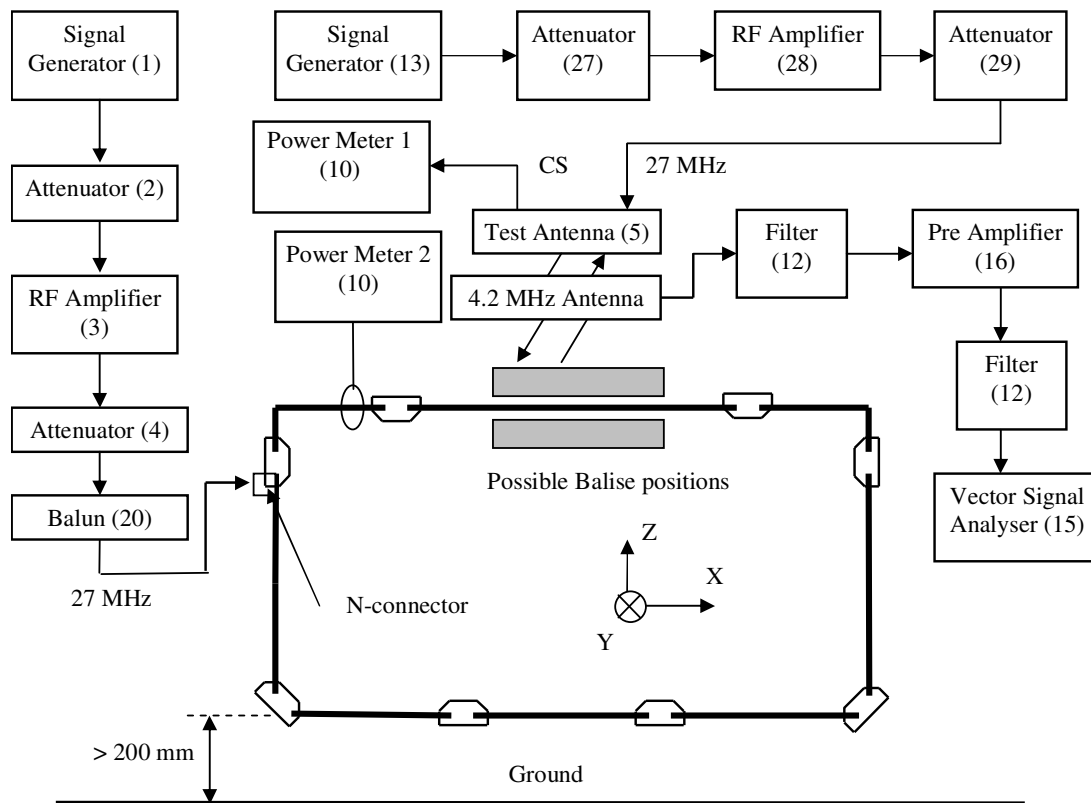 Signal
Generator (1)
Signal
Generator (13)
Attenuator
(27)
RF Amplifier
(28)
Attenuator
(29)
Power Meter 1
(10)
CS
27 MHz
Attenuator (2)
Test Antenna (5)
Filter
(12)
Pre Amplifier
(16)
Power Meter 2
(10)
4.2 MHz Antenna
RF Amplifier
(3)
Filter
(12)
Attenuator (4)
Possible Balise positions
Vector Signal
Analyser (15)
Balun (20)
Z
X
Y
27 MHz
N-connector
> 200 mm
Ground